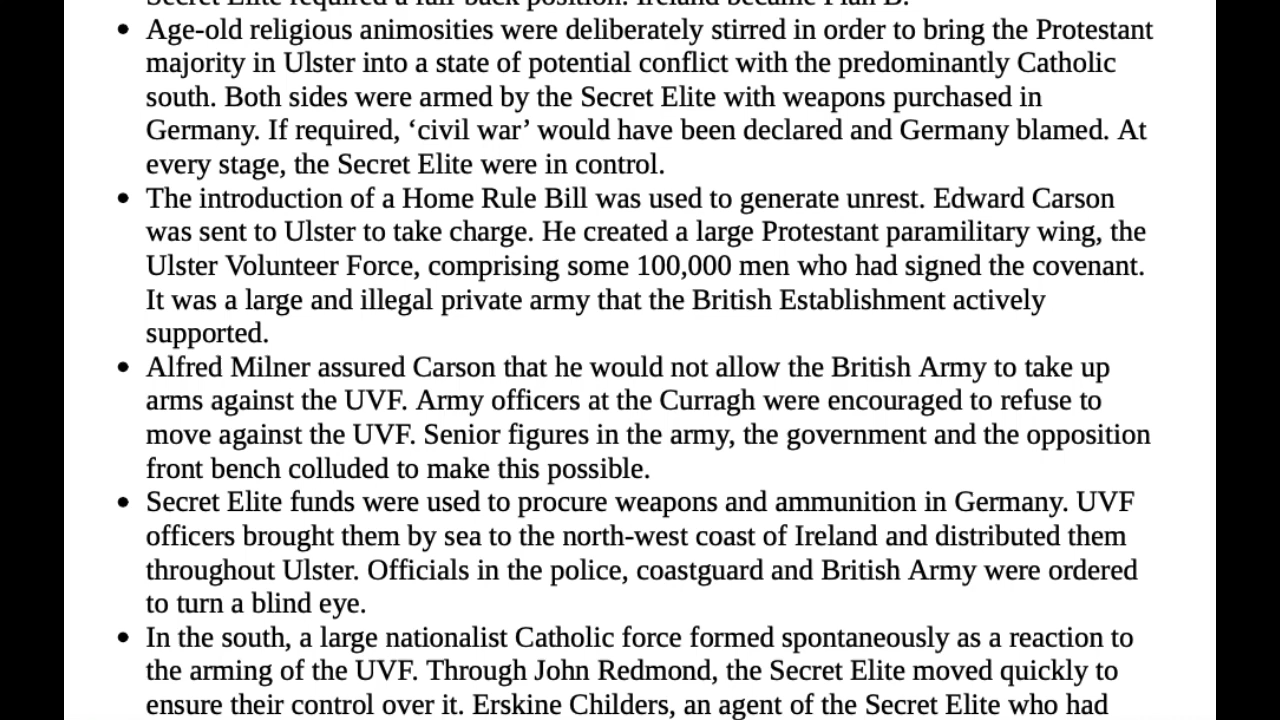 Secret Elite required a fall-back position. Ireland became Plan B.
• Age-old religious animosities were deliberately stirred in order to bring the Protestant
majority in Ulster into a state of potential conflict with the predominantly Catholic
south. Both sides were armed by the Secret Elite with weapons purchased in
Germany. If required, ‘civil war’ would have been declared and Germany blamed. At
every stage, the Secret Elite were in control.
• The introduction of a Home Rule Bill was used to generate unrest. Edward Carson
was sent to Ulster to take charge. He created a large Protestant paramilitary wing, the
Ulster Volunteer Force, comprising some 100,000 men who had signed the covenant.
It was a large and illegal private army that the British Establishment actively
supported.
• Alfred Milner assured Carson that he would not allow the British Army to take up
arms against the UVF. Army officers at the Curragh were encouraged to refuse to
move against the UVF. Senior figures in the army, the government and the opposition
front bench colluded to make this possible.
• Secret Elite funds were used to procure weapons and ammunition in Germany. UVF
officers brought them by sea to the north-west coast of Ireland and distributed them
throughout Ulster. Officials in the police, coastguard and British Army were ordered
to turn a blind eye.
• In the south, a large nationalist Catholic force formed spontaneously as a reaction to
the arming of the UVF. Through John Redmond, the Secret Elite moved quickly to
ensure their control over it. Erskine Childers, an agent of the Secret Elite who had